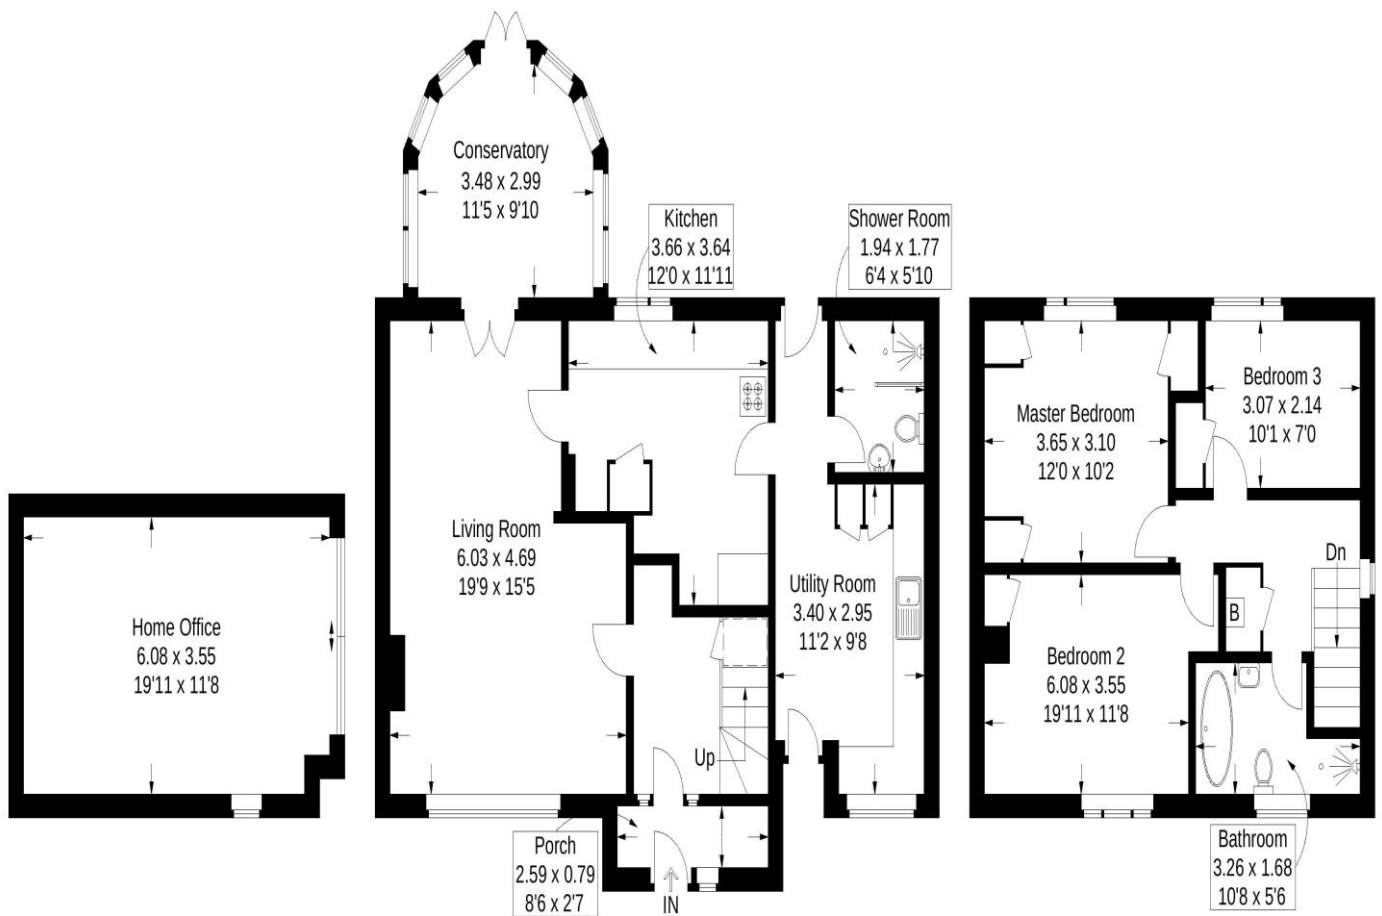 Conservatory
3.48 x 2.99
11'5 x 9'10
Kitchen
3.66 x 3.64
12'0 x 11'11
Shower Room
1.94 x 1.77
6'4 x 5'10
Living Room
6.03 x 4.69
19'9 x 15'5
Utility Room
3.40 x 2.95
11'2 x 9'8
Home Office
6.08 x 3.55
19'11 x 11'8
Up
Porch
2.59 x 0.79
8'6 x 2'7
IN
Master Bedroom
3.65 x 3.10
12'0 x 10'2
Bedroom 3
3.07 x 2.14
10'1 x 7'0
Dn
B
Bedroom 2
6.08 x 3.55
19'11 x 11'8
Bathroom
3.26 x 1.68
10'8 x 5'6